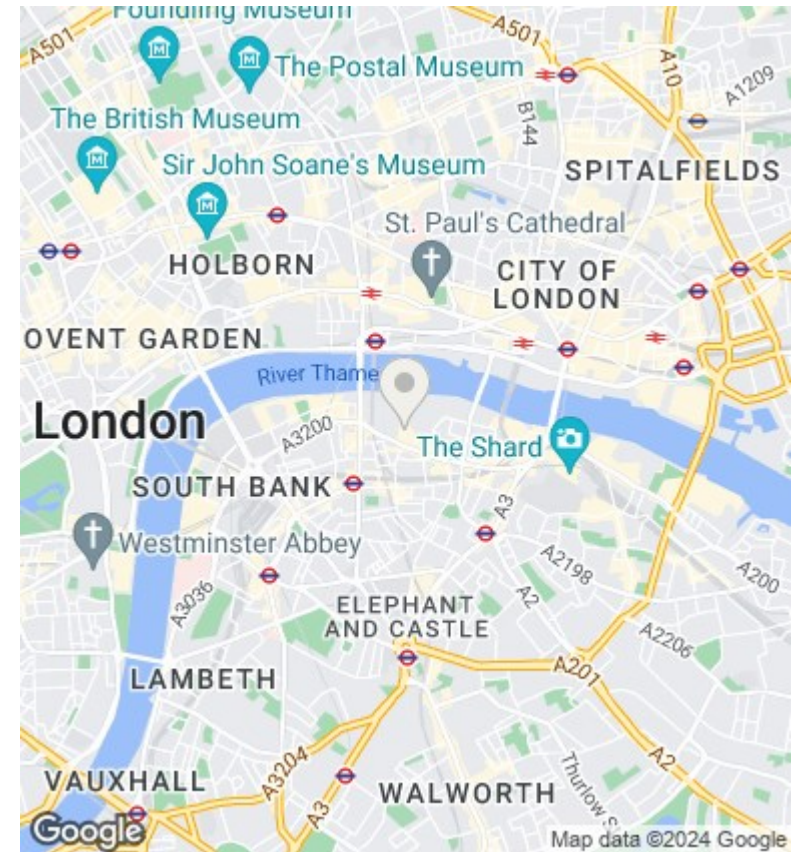 Foundling Museum
A501
A501
A10
The Postal Museum
A1209
B144
The British Museum
Sir John Soane's Museum
SPITALFIELDS
St. Paul's Cathedral
HOLBORN
CITY OF
LONDON
OVENT GARDEN
River Thame
London
A3200
The Shard
SOUTH BANK
A3
Westminster Abbey
A2198
A200
A3036
ELEPHANT
AND CASTLE
A2
A2206
A201
LAMBETH
A3204
A2
VAUXHALL
A3
WALWORTH
Thurlow S
Google
Map data ©2024 Google